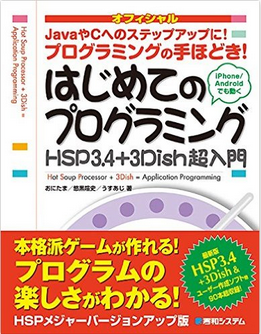 オフィシャル
JavaやCへのステップアップに!
プログラミングの手ほどき!
はじめての
iPhone/
Androidで
でも動く
プログラミング
HSP3.4+3Dish超入門
Hot Soup Processor + 3Dish = Application Programming
おにたま/悠黒喧史/うすあじ 著
Hot Soup Processor + 3Dish =
Application Programming
本格派ゲームが作れる!
プログラムの
楽しさがわかる!
HSPメジャーバージョンアップ版
最新版
HSP3.4
+3Dish &
ユーザー作成ソフト他
90本超収録!
秀和システム